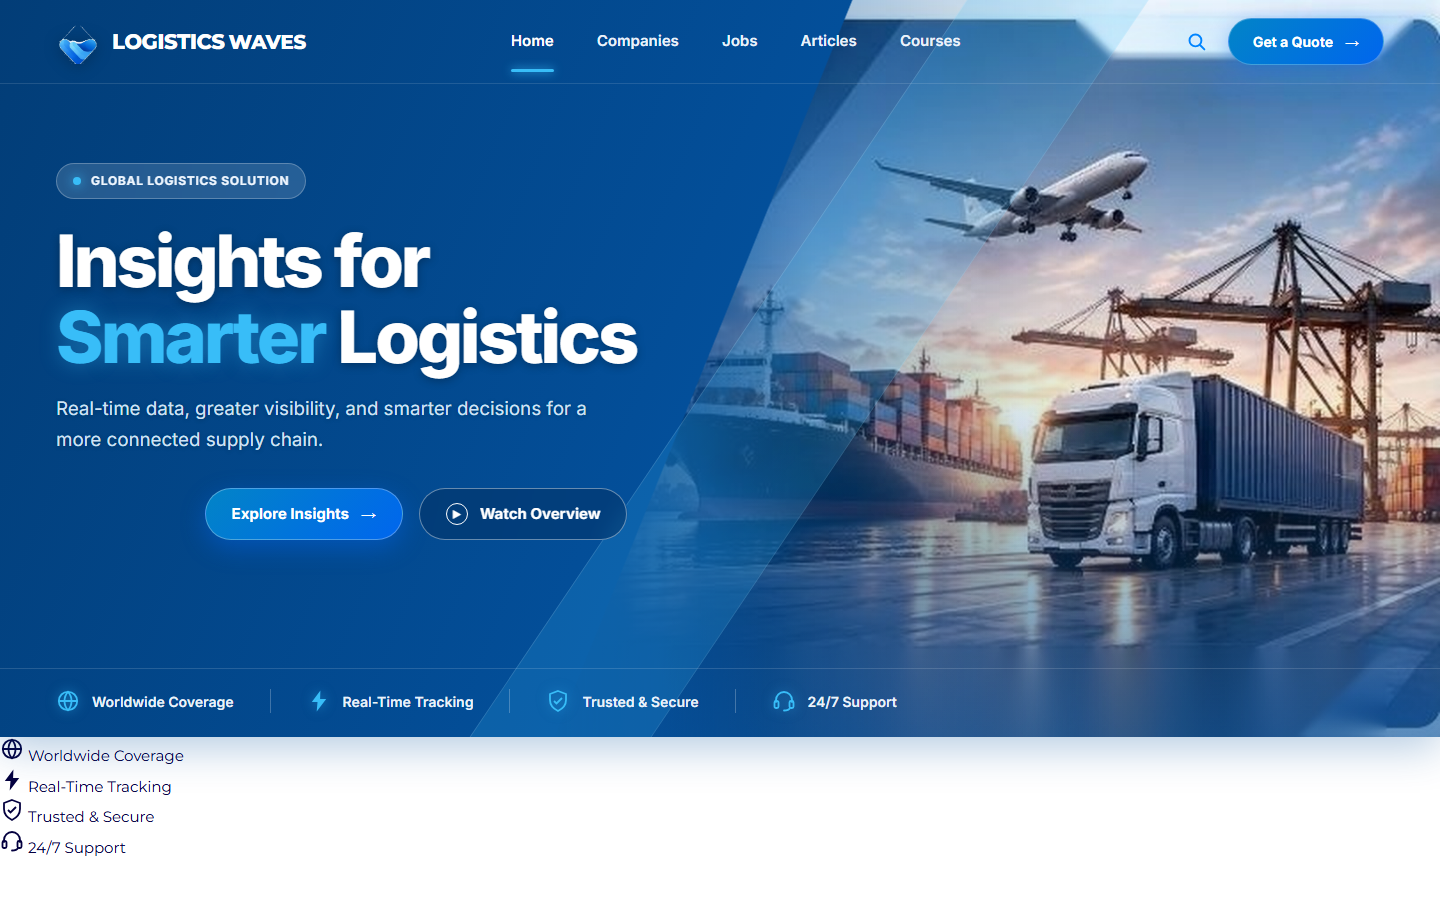 LOGISTICS WAVES
Home
Companies
Jobs
Articles
Courses
Get a Quote →
GLOBAL LOGISTICS SOLUTION
Insights for
Smarter Logistics
Real-time data, greater visibility, and smarter decisions for a
more connected supply chain.
Explore Insights →
Watch Overview
Worldwide Coverage
Real-Time Tracking
Trusted & Secure
24/7 Support
Worldwide Coverage
Real-Time Tracking
Trusted & Secure
24/7 Support